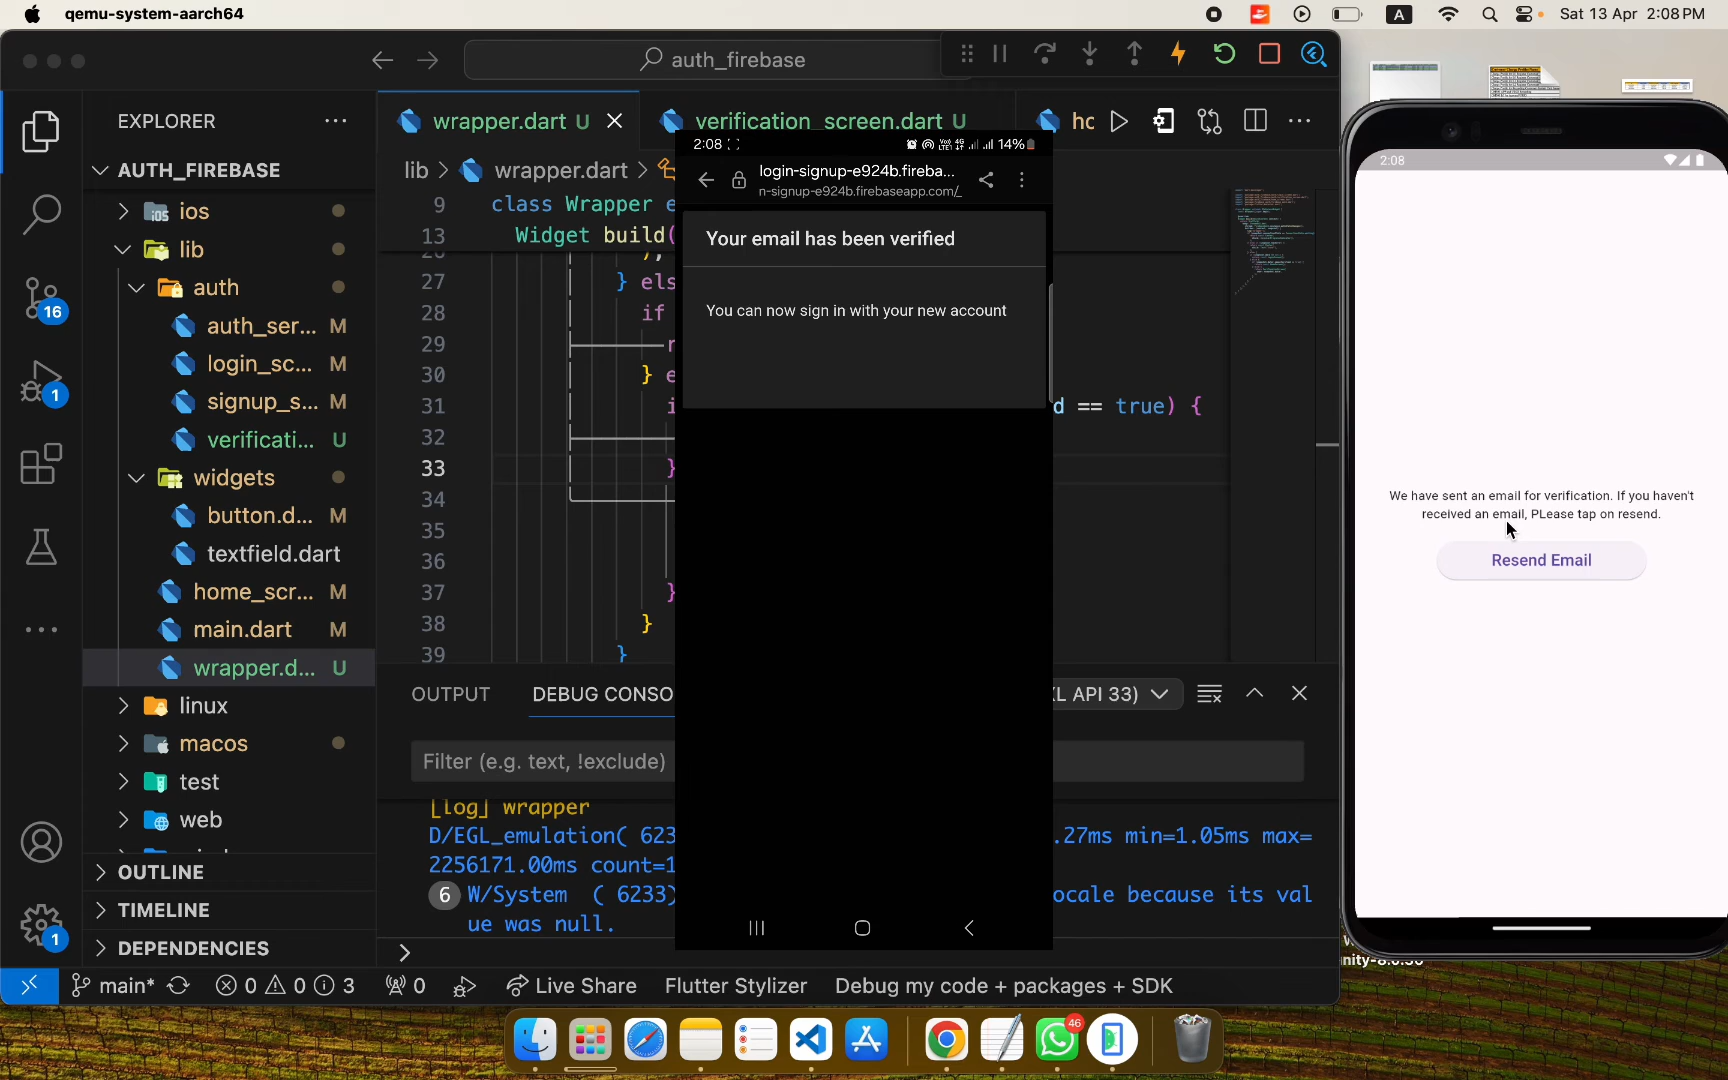 qemu-system-aarch64
A
Sat 13 Apr 2:08 PM
auth_firebase
EXPLORER
wrapper.dart U
verification_screen.dart U
hc
AUTH_FIREBASE
lib > wrapper.dart >
ios
lib
auth
auth_ser... M
login_sc... M
signup_s... M
verificati... U
widgets
button.d... M
textfield.dart
home_scr... M
main.dart M
wrapper.d... U
linux
macos
test
web
OUTLINE
TIMELINE
DEPENDENCIES
16
1
1
9 class Wrapper e
13 Widget build(
27 } els
28 if
29 r
30 } e
31 i d == true) {
32
33 }
34
35
36
37 }
38 }
39 }
2:08 14%
login-signup-e924b.fireba...
n-signup-e924b.firebaseapp.com/_
Your email has been verified
You can now sign in with your new account
OUTPUT
DEBUG CONSO
L API 33)
Filter (e.g. text, !exclude)
[log] wrapper
D/EGL_emulation( 623 .27ms min=1.05ms max=
2256171.00ms count=1
6 W/System ( 6233) ocale because its val
ue was null.
>
main* 0 0 3 0 Live Share Flutter Stylizer Debug my code + packages + SDK
2:08
We have sent an email for verification. If you haven't
received an email, PLease tap on resend.
Resend Email
46